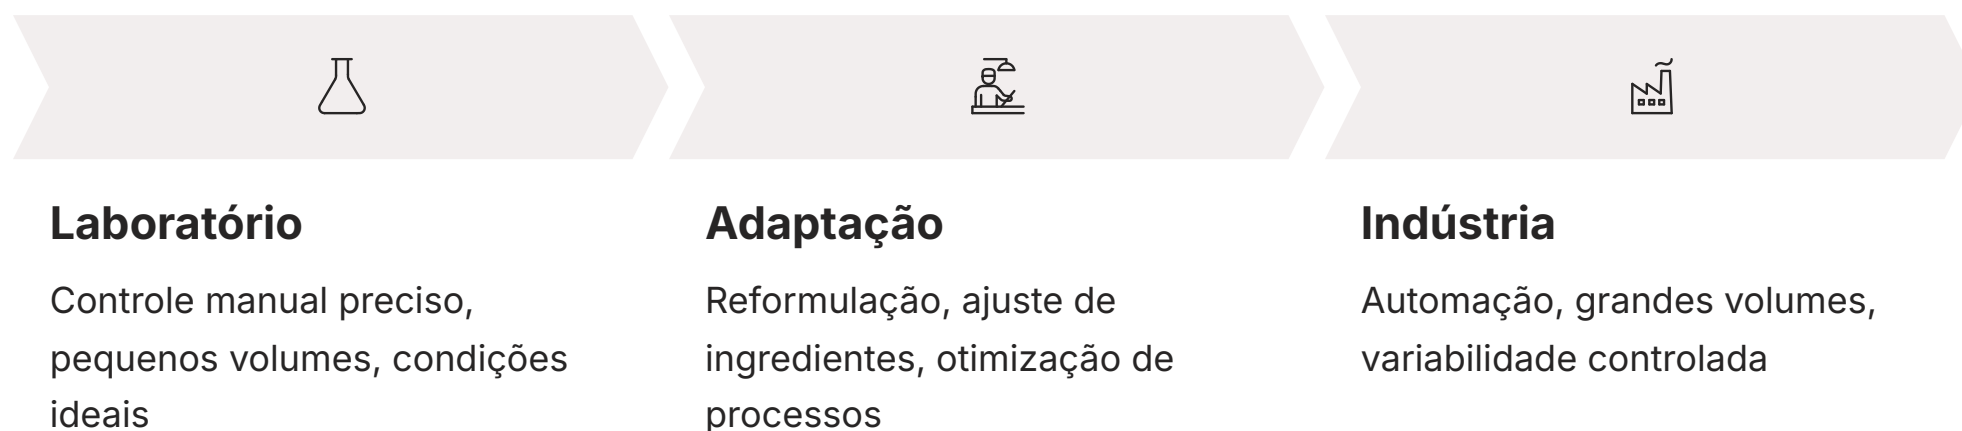 Laboratório
Controle manual preciso,
pequenos volumes, condições
ideais
Adaptação
Reformulação, ajuste de
ingredientes, otimização de
processos
Indústria
Automação, grandes volumes,
variabilidade controlada